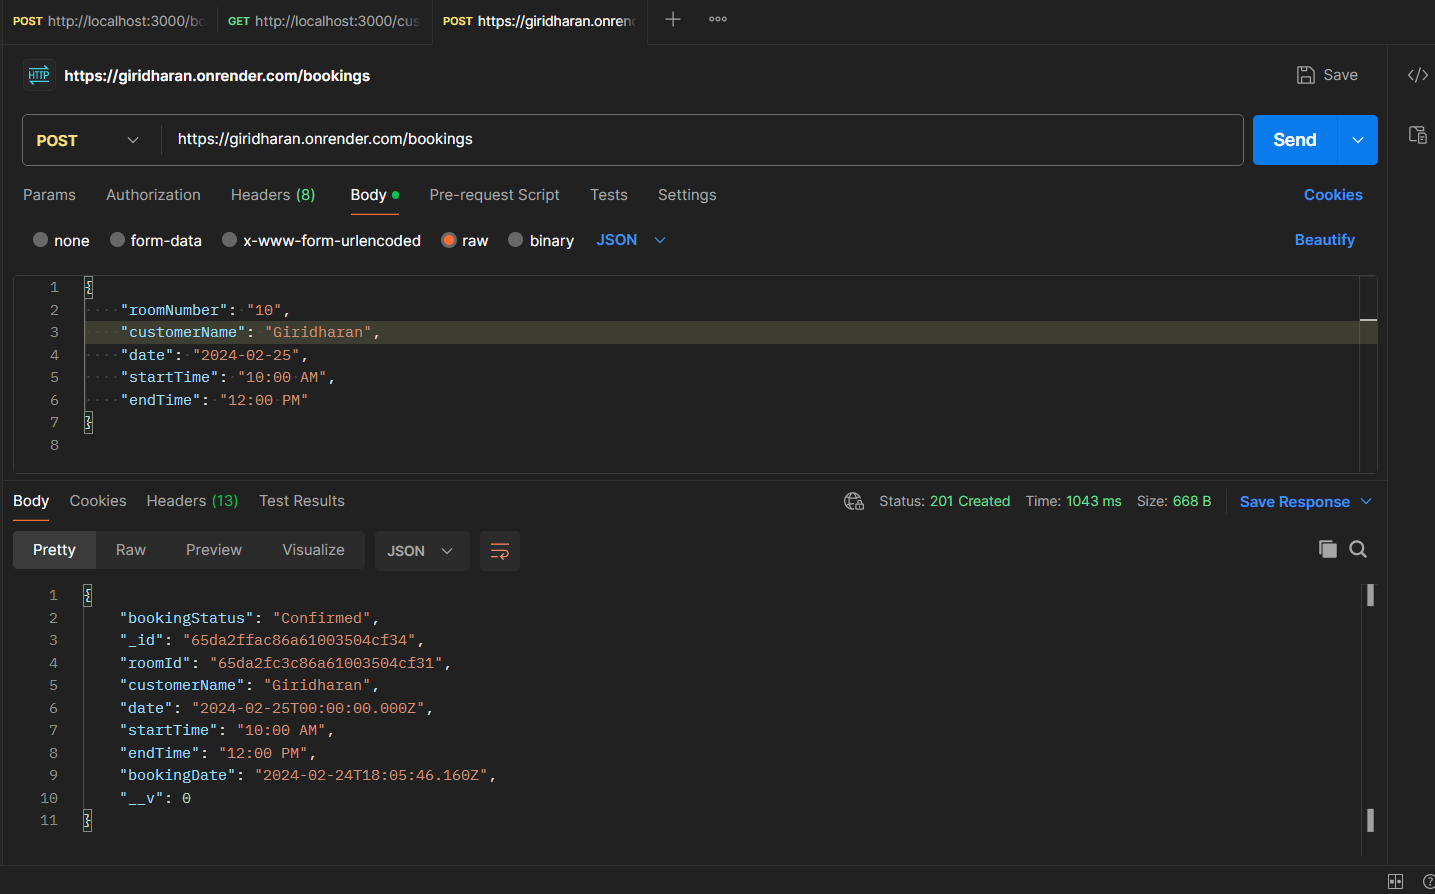 POST http://localhost:3000/bo
GET http://localhost:3000/cus
POST https://giridharan.onren
HTTP https://giridharan.onrender.com/bookings
Save
POST https://giridharan.onrender.com/bookings
Send
Params Authorization Headers (8) Body Pre-request Script Tests Settings Cookies
none form-data x-www-form-urlencoded raw binary JSON Beautify
1 {
2 "roomNumber": "10",
3 "customerName": "Giridharan",
4 "date": "2024-02-25",
5 "startTime": "10:00 AM",
6 "endTime": "12:00 PM"
7 }
8
Body Cookies Headers (13) Test Results Status: 201 Created Time: 1043 ms Size: 668 B Save Response
Pretty Raw Preview Visualize JSON
1 {
2 "bookingStatus": "Confirmed",
3 "_id": "65da2ffac86a61003504cf34",
4 "roomId": "65da2fc3c86a61003504cf31",
5 "customerName": "Giridharan",
6 "date": "2024-02-25T00:00:00.000Z",
7 "startTime": "10:00 AM",
8 "endTime": "12:00 PM",
9 "bookingDate": "2024-02-24T18:05:46.160Z",
10 "__v": 0
11 }